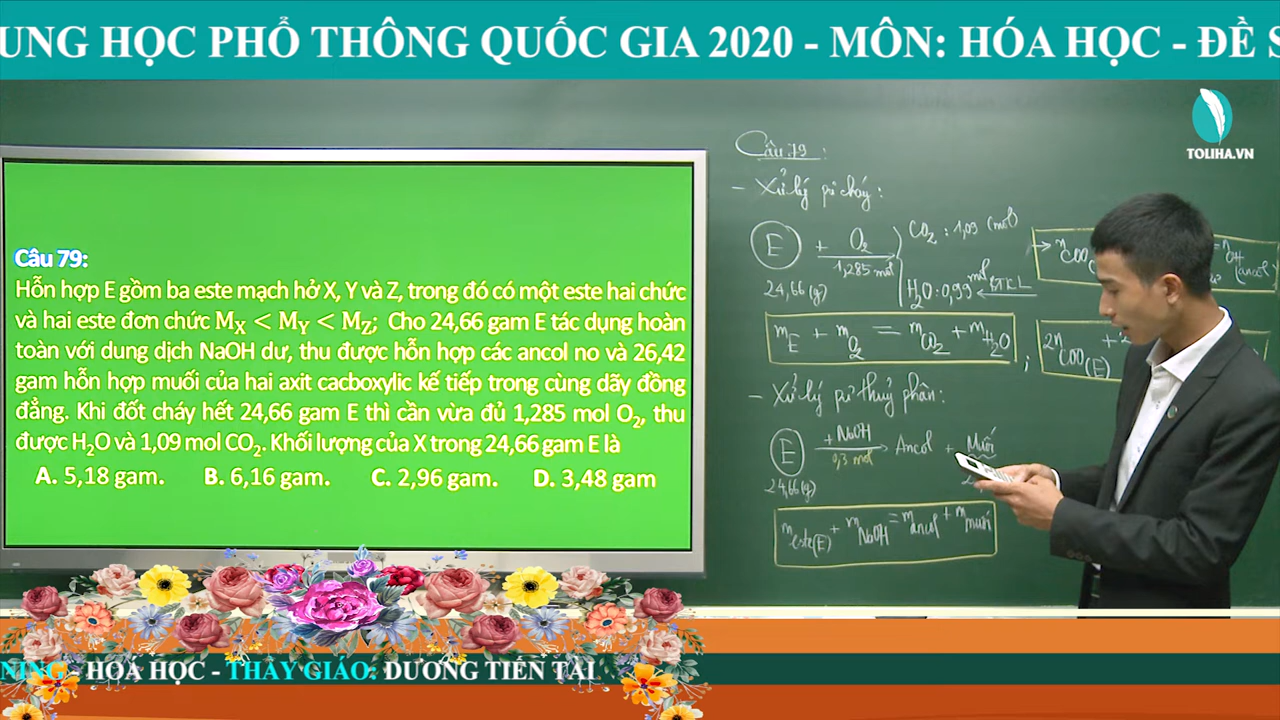 UNG HỌC PHỔ THÔNG QUỐC GIA 2020 - MÔN: HÓA HỌC - ĐỀ S
TOLIHA.VN
Câu 79:
Hỗn hợp E gồm ba este mạch hở X, Y và Z, trong đó có một este hai chức
và hai este đơn chức M_X < M_Y < M_Z; Cho 24,66 gam E tác dụng hoàn
toàn với dung dịch NaOH dư, thu được hỗn hợp các ancol no và 26,42
gam hỗn hợp muối của hai axit cacboxylic kế tiếp trong cùng dãy đồng
đẳng. Khi đốt cháy hết 24,66 gam E thì cần vừa đủ 1,285 mol O₂, thu
được H₂O và 1,09 mol CO₂. Khối lượng của X trong 24,66 gam E là
A. 5,18 gam. B. 6,16 gam. C. 2,96 gam. D. 3,48 gam
Câu 79:
- Xử lý pư cháy:
E + O₂ CO₂: 1,09 (mol)
1,285 mol
24,66 (g) H₂O: 0,99 mol BTKL
m_E + m_O₂ = m_CO₂ + m_H₂O
n_COO
n_OH (ancol)
;
2n_COO(E) +
- Xử lý pư thuỷ phân:
E + NaOH → Ancol + Muối
0,3 mol
24,66 (g)
m_este(E) + m_NaOH = m_ancol + m_muối
NING - HOÁ HỌC - THẦY GIÁO: DƯƠNG TIẾN TÀI